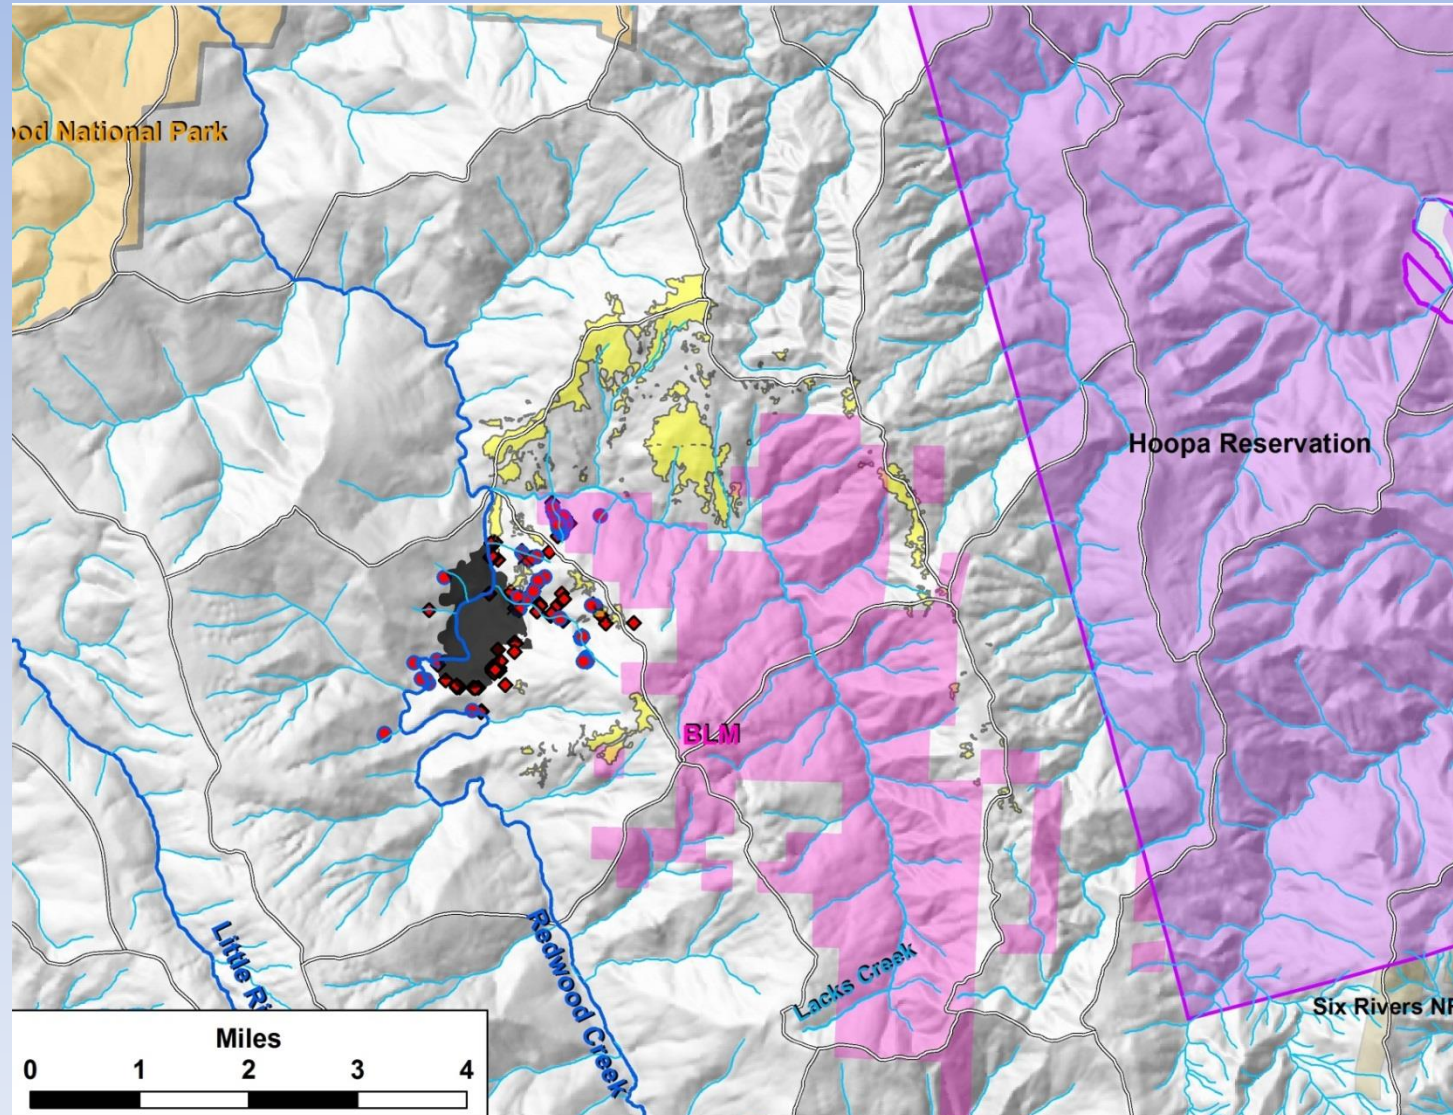 ood National Park
Hoopa Reservation
BLM
Little Ri
Redwood Creek
Lacks Creek
Six Rivers NF
Miles
0 1 2 3 4